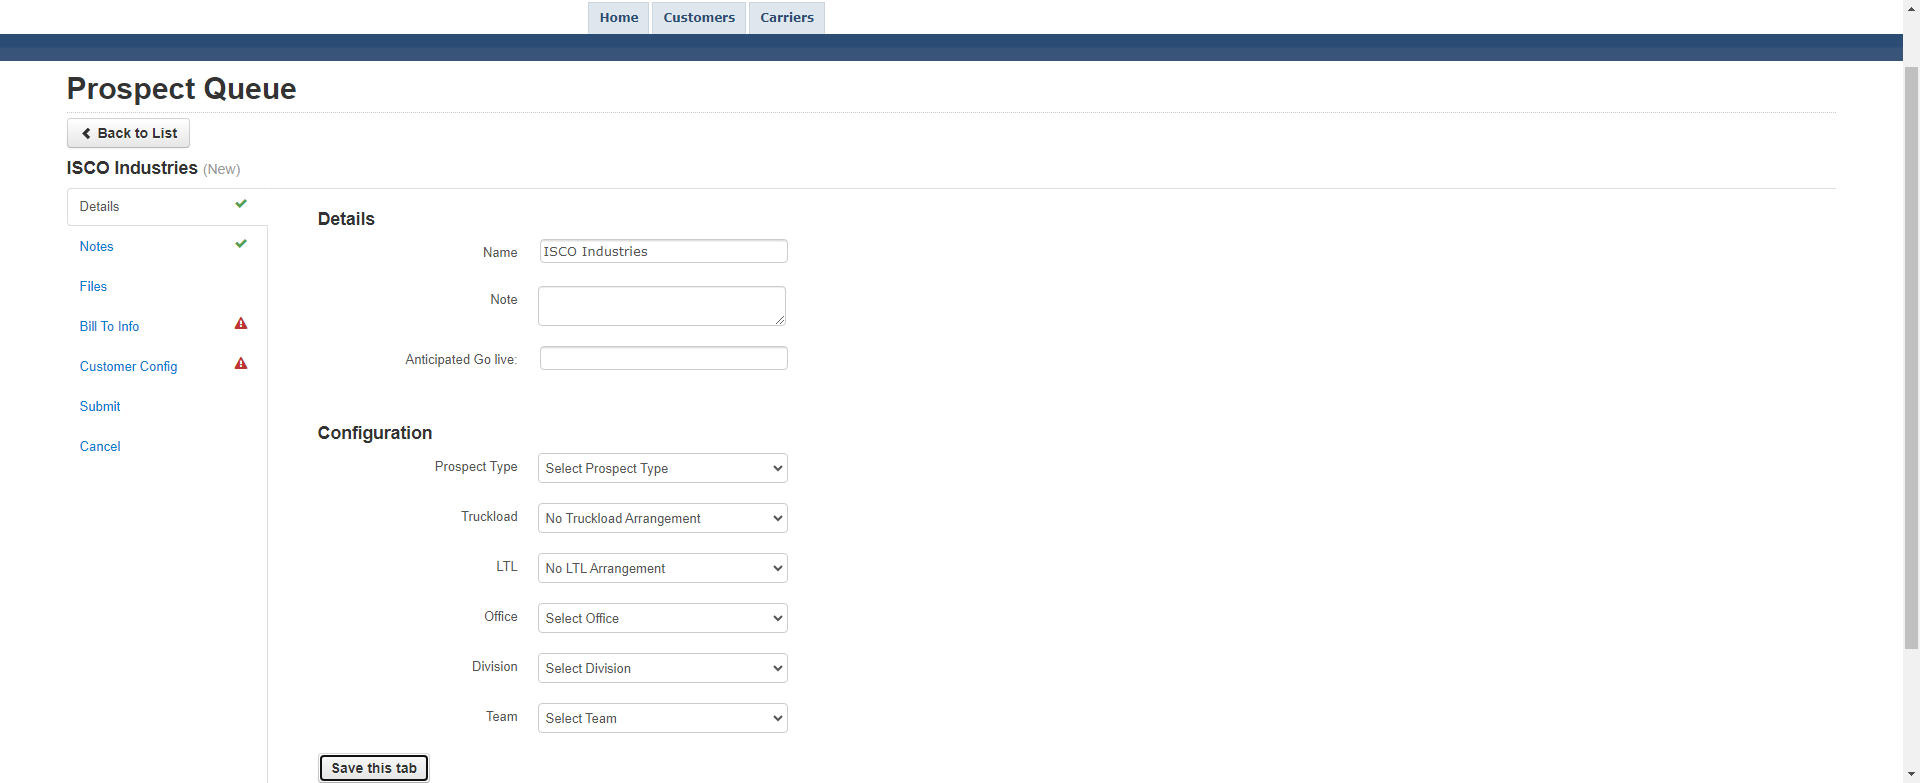 Home Customers Carriers
Prospect Queue
Back to List
ISCO Industries (New)
Details
Notes
Files
Bill To Info
Customer Config
Submit
Cancel
Details
Name ISCO Industries
Note
Anticipated Go live:
Configuration
Prospect Type Select Prospect Type
Truckload No Truckload Arrangement
LTL No LTL Arrangement
Office Select Office
Division Select Division
Team Select Team
Save this tab